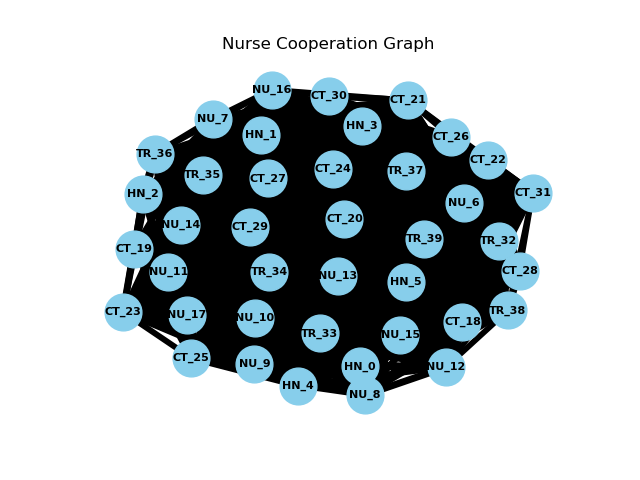 Nurse Cooperation Graph
NU_16
CT_30
CT_21
NU_7
HN_1
HN_3
CT_26
TR_36
CT_22
TR_35
CT_27
CT_24
TR_37
HN_2
CT_31
NU_6
NU_14
CT_29
CT_20
TR_39
TR_32
CT_19
NU_11
TR_34
NU_13
HN_5
CT_28
CT_23
NU_17
NU_10
TR_33
NU_15
CT_18
TR_38
CT_25
NU_9
HN_0
NU_12
HN_4
NU_8